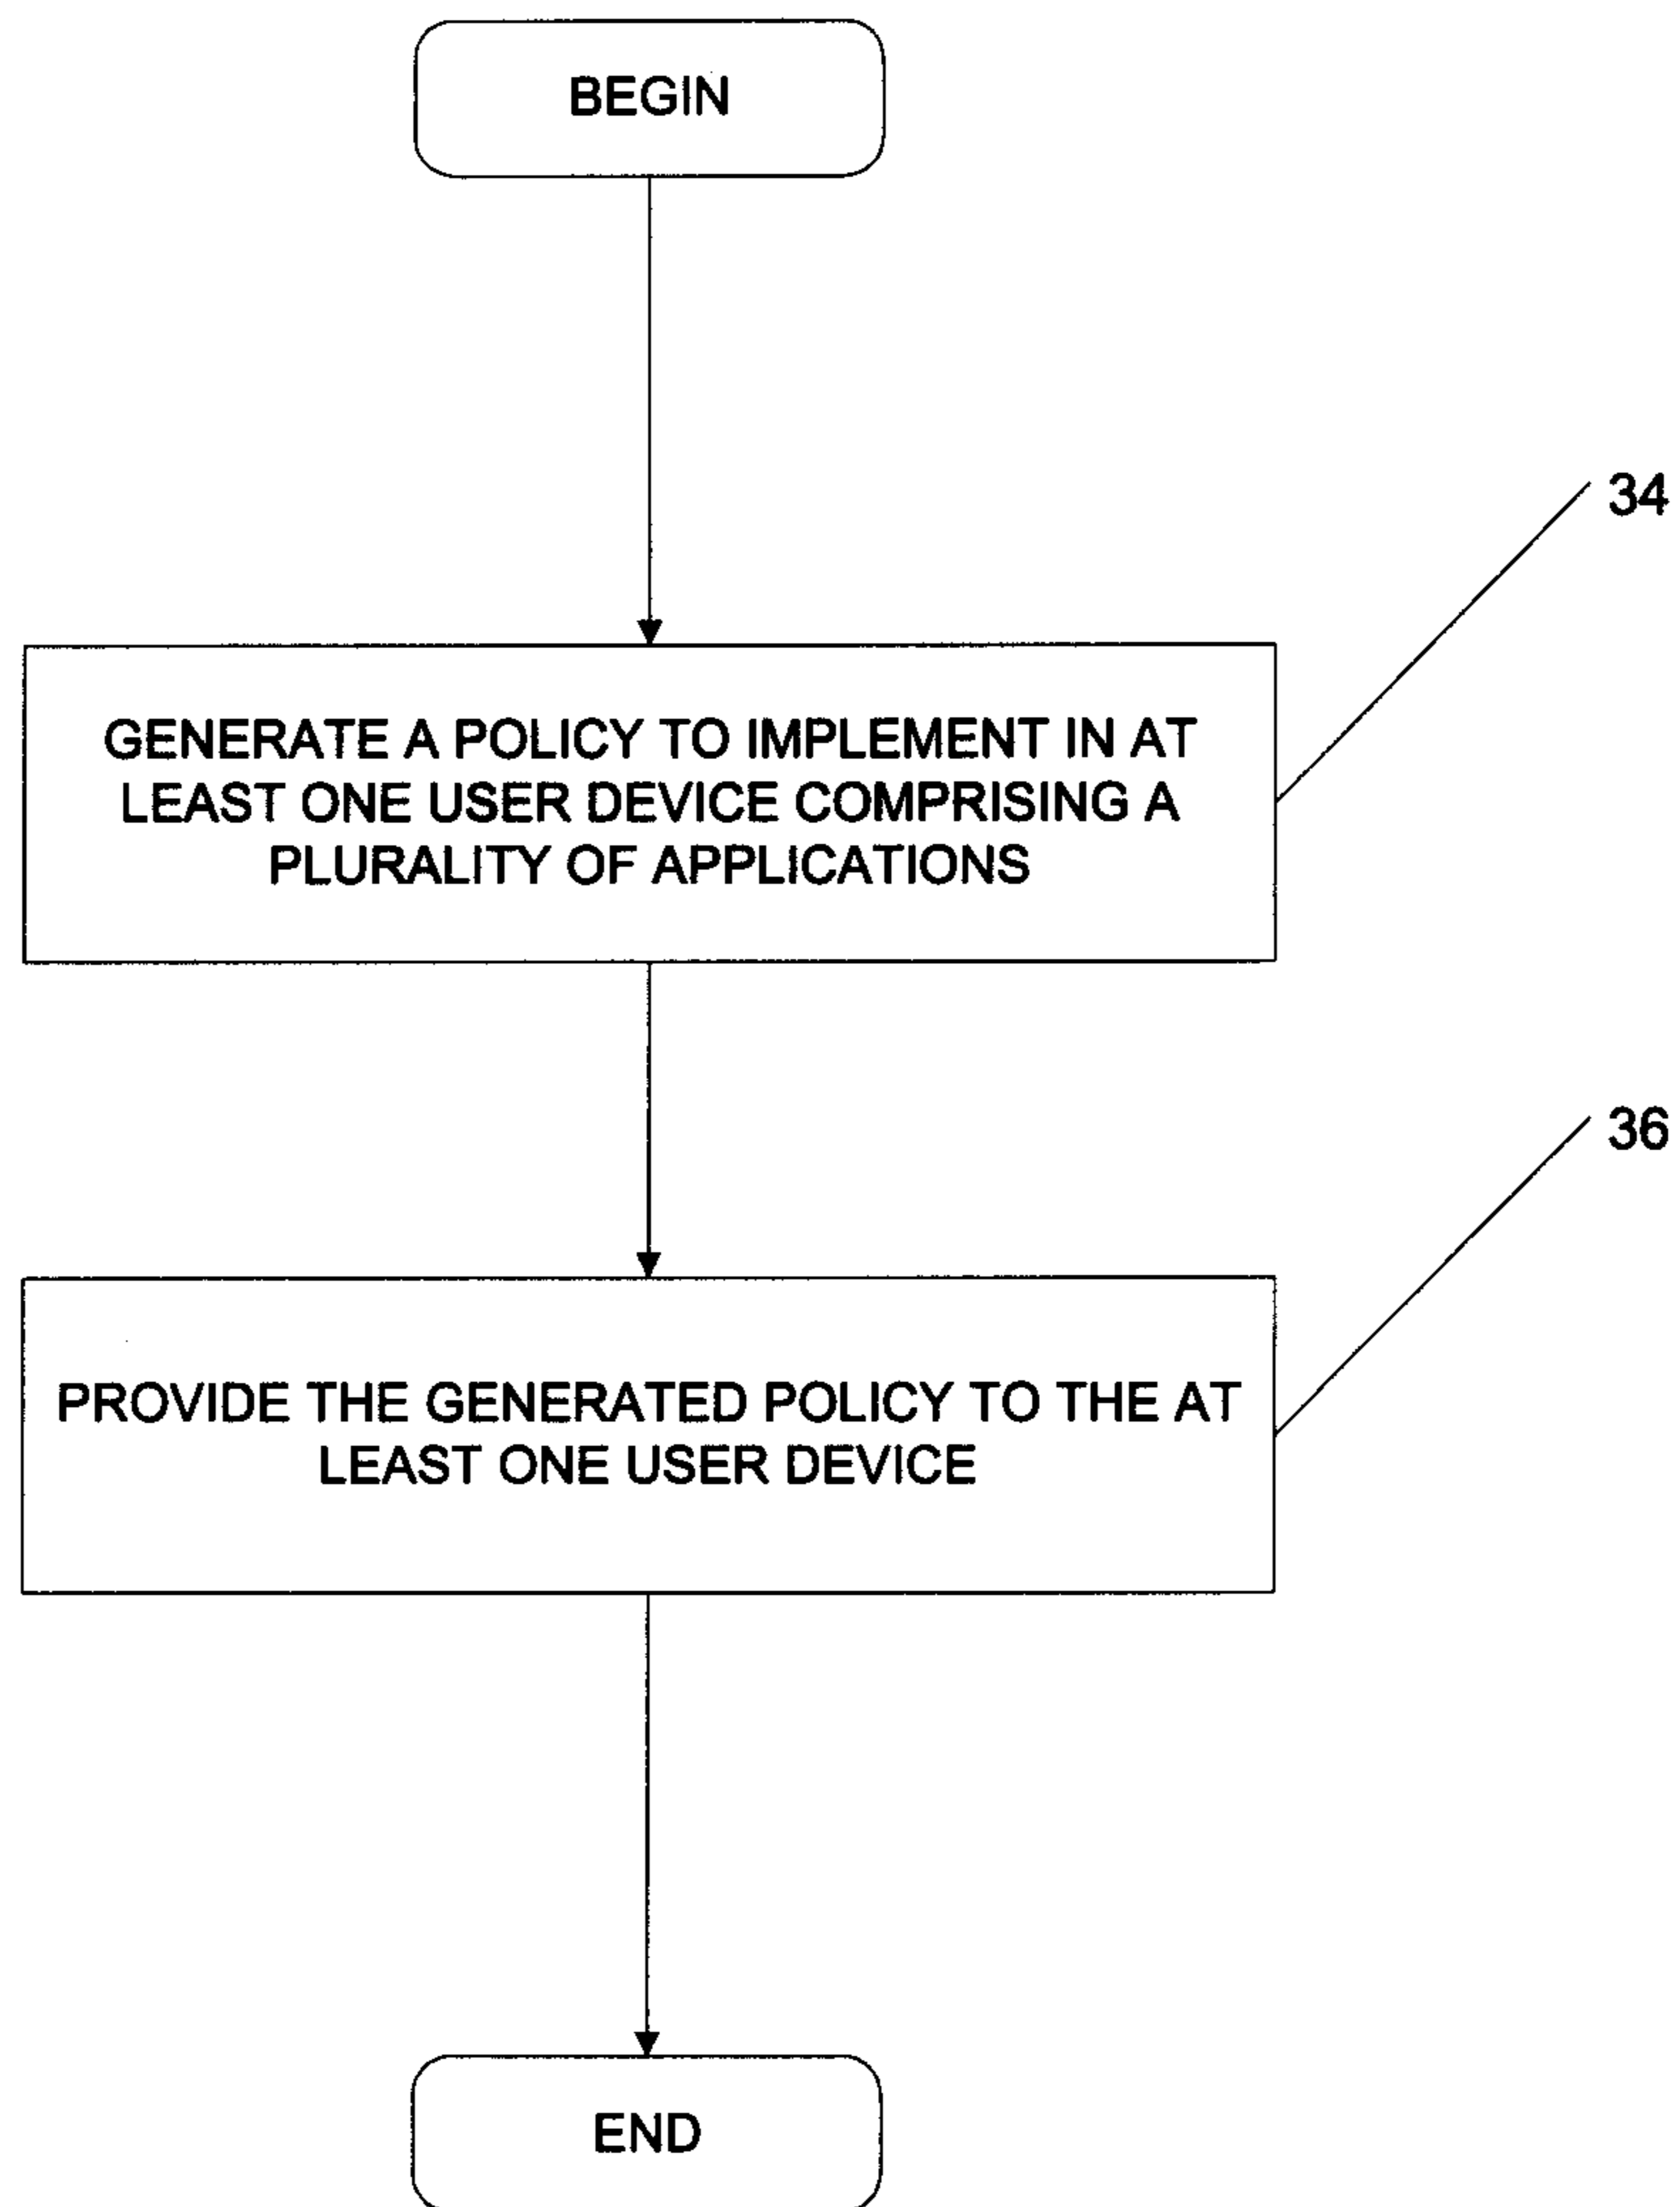 BEGIN
34
GENERATE A POLICY TO IMPLEMENT IN AT
LEAST ONE USER DEVICE COMPRISING A
PLURALITY OF APPLICATIONS
36
PROVIDE THE GENERATED POLICY TO THE AT
LEAST ONE USER DEVICE
END